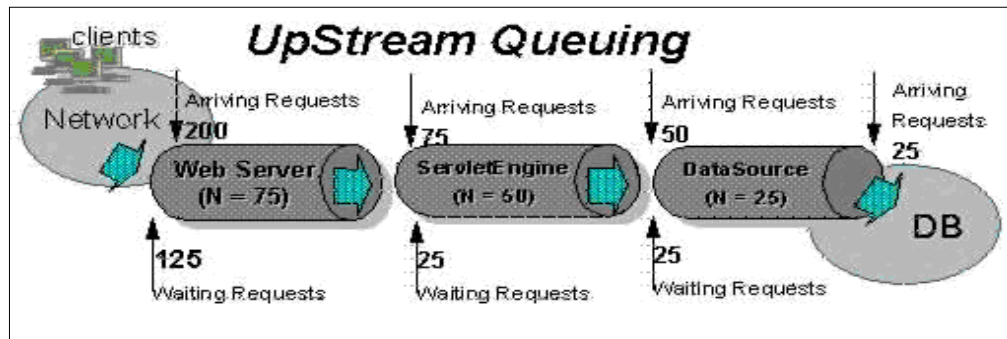 clients
UpStream Queuing
Network
Arriving Requests
200
Arriving Requests
75
Arriving Requests
50
Arriving
Requests
25
Web Server
(N = 75)
ServletEngine
(N = 50)
DataSource
(N = 25)
DB
125
Waiting Requests
25
Waiting Requests
25
Waiting Requests